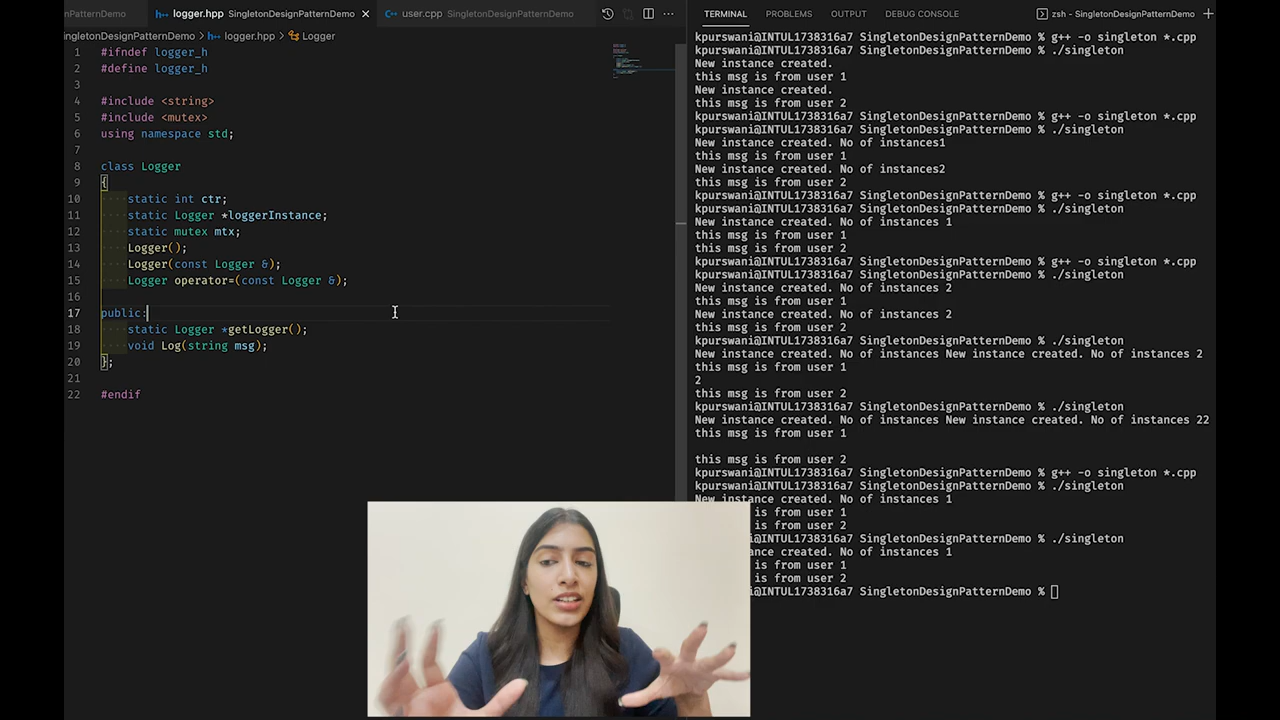 PatternDemo
logger.hpp SingletonDesignPatternDemo
user.cpp SingletonDesignPatternDemo
ingletonDesignPatternDemo > logger.hpp > Logger
1 #ifndef logger_h
2 #define logger_h
3
4 #include <string>
5 #include <mutex>
6 using namespace std;
7
8 class Logger
9 {
10 static int ctr;
11 static Logger *loggerInstance;
12 static mutex mtx;
13 Logger();
14 Logger(const Logger &);
15 Logger operator=(const Logger &);
16
17 public:
18 static Logger *getLogger();
19 void Log(string msg);
20 };
21
22 #endif
TERMINAL PROBLEMS OUTPUT DEBUG CONSOLE
zsh - SingletonDesignPatternDemo
kpurswani@INTUL1738316a7 SingletonDesignPatternDemo % g++ -o singleton *.cpp
kpurswani@INTUL1738316a7 SingletonDesignPatternDemo % ./singleton
New instance created.
this msg is from user 1
New instance created.
this msg is from user 2
kpurswani@INTUL1738316a7 SingletonDesignPatternDemo % g++ -o singleton *.cpp
kpurswani@INTUL1738316a7 SingletonDesignPatternDemo % ./singleton
New instance created. No of instances1
this msg is from user 1
New instance created. No of instances2
this msg is from user 2
kpurswani@INTUL1738316a7 SingletonDesignPatternDemo % g++ -o singleton *.cpp
kpurswani@INTUL1738316a7 SingletonDesignPatternDemo % ./singleton
New instance created. No of instances 1
this msg is from user 1
this msg is from user 2
kpurswani@INTUL1738316a7 SingletonDesignPatternDemo % g++ -o singleton *.cpp
kpurswani@INTUL1738316a7 SingletonDesignPatternDemo % ./singleton
New instance created. No of instances 2
this msg is from user 1
New instance created. No of instances 2
this msg is from user 2
kpurswani@INTUL1738316a7 SingletonDesignPatternDemo % ./singleton
New instance created. No of instances New instance created. No of instances 2
this msg is from user 1
2
this msg is from user 2
kpurswani@INTUL1738316a7 SingletonDesignPatternDemo % ./singleton
New instance created. No of instances New instance created. No of instances 22
this msg is from user 1
this msg is from user 2
kpurswani@INTUL1738316a7 SingletonDesignPatternDemo % g++ -o singleton *.cpp
kpurswani@INTUL1738316a7 SingletonDesignPatternDemo % ./singleton
New instance created. No of instances 1
is from user 1
is from user 2
i@INTUL1738316a7 SingletonDesignPatternDemo % ./singleton
ance created. No of instances 1
is from user 1
is from user 2
i@INTUL1738316a7 SingletonDesignPatternDemo %